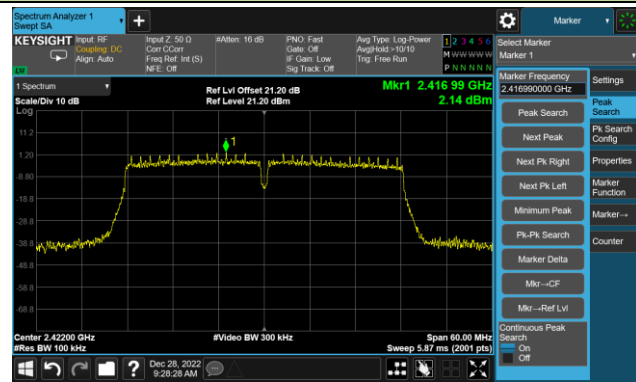 Spectrum Analyzer 1
Swept SA
Marker
KEYSIGHT
Input: RF
Coupling: DC
Align: Auto
Input Z: 50 Ω
Corr CCorr
Freq Ref: Int (S)
NFE: Off
#Atten: 16 dB
PNO: Fast
Gate: Off
IF Gain: Low
Sig Track: Off
Avg Type: Log-Power
Avg|Hold:>10/10
Trig: Free Run
1 2 3 4 5 6
M W W W W W
P N N N N N
LW
Select Marker
Marker 1
1 Spectrum
Scale/Div 10 dB
Log
Ref Lvl Offset 21.20 dB
Ref Level 21.20 dBm
Mkr1 2.416 99 GHz
2.14 dBm
11.2
1.20
-8.80
-18.8
-28.8
-38.8
-48.8
-58.8
-68.8
1
Center 2.42200 GHz
#Res BW 100 kHz
#Video BW 300 kHz
Span 60.00 MHz
Sweep 5.87 ms (2001 pts)
Marker Frequency
2.416990000 GHz
Peak Search
Next Peak
Next Pk Right
Next Pk Left
Minimum Peak
Pk-Pk Search
Marker Delta
Mkr→CF
Mkr→Ref Lvl
Continuous Peak
Search
On
Off
Settings
Peak
Search
Pk Search
Config
Properties
Marker
Function
Marker→
Counter
?
Dec 28, 2022
9:28:28 AM